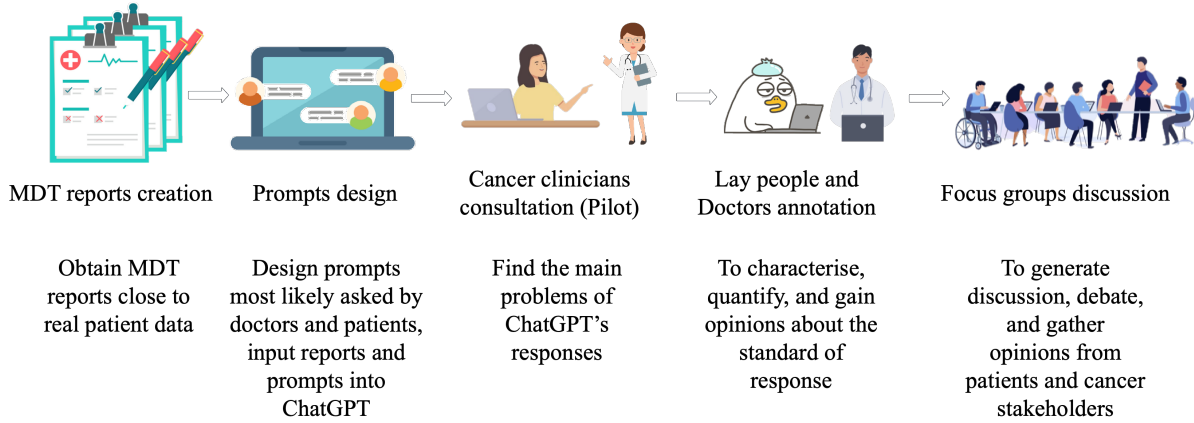 MDT reports creation
Prompts design
Cancer clinicians
consultation (Pilot)
Lay people and
Doctors annotation
Focus groups discussion
Obtain MDT
reports close to
real patient data
Design prompts
most likely asked by
doctors and patients,
input reports and
prompts into
ChatGPT
Find the main
problems of
ChatGPT’s
responses
To characterise,
quantify, and gain
opinions about the
standard of
response
To generate
discussion, debate,
and gather
opinions from
patients and cancer
stakeholders